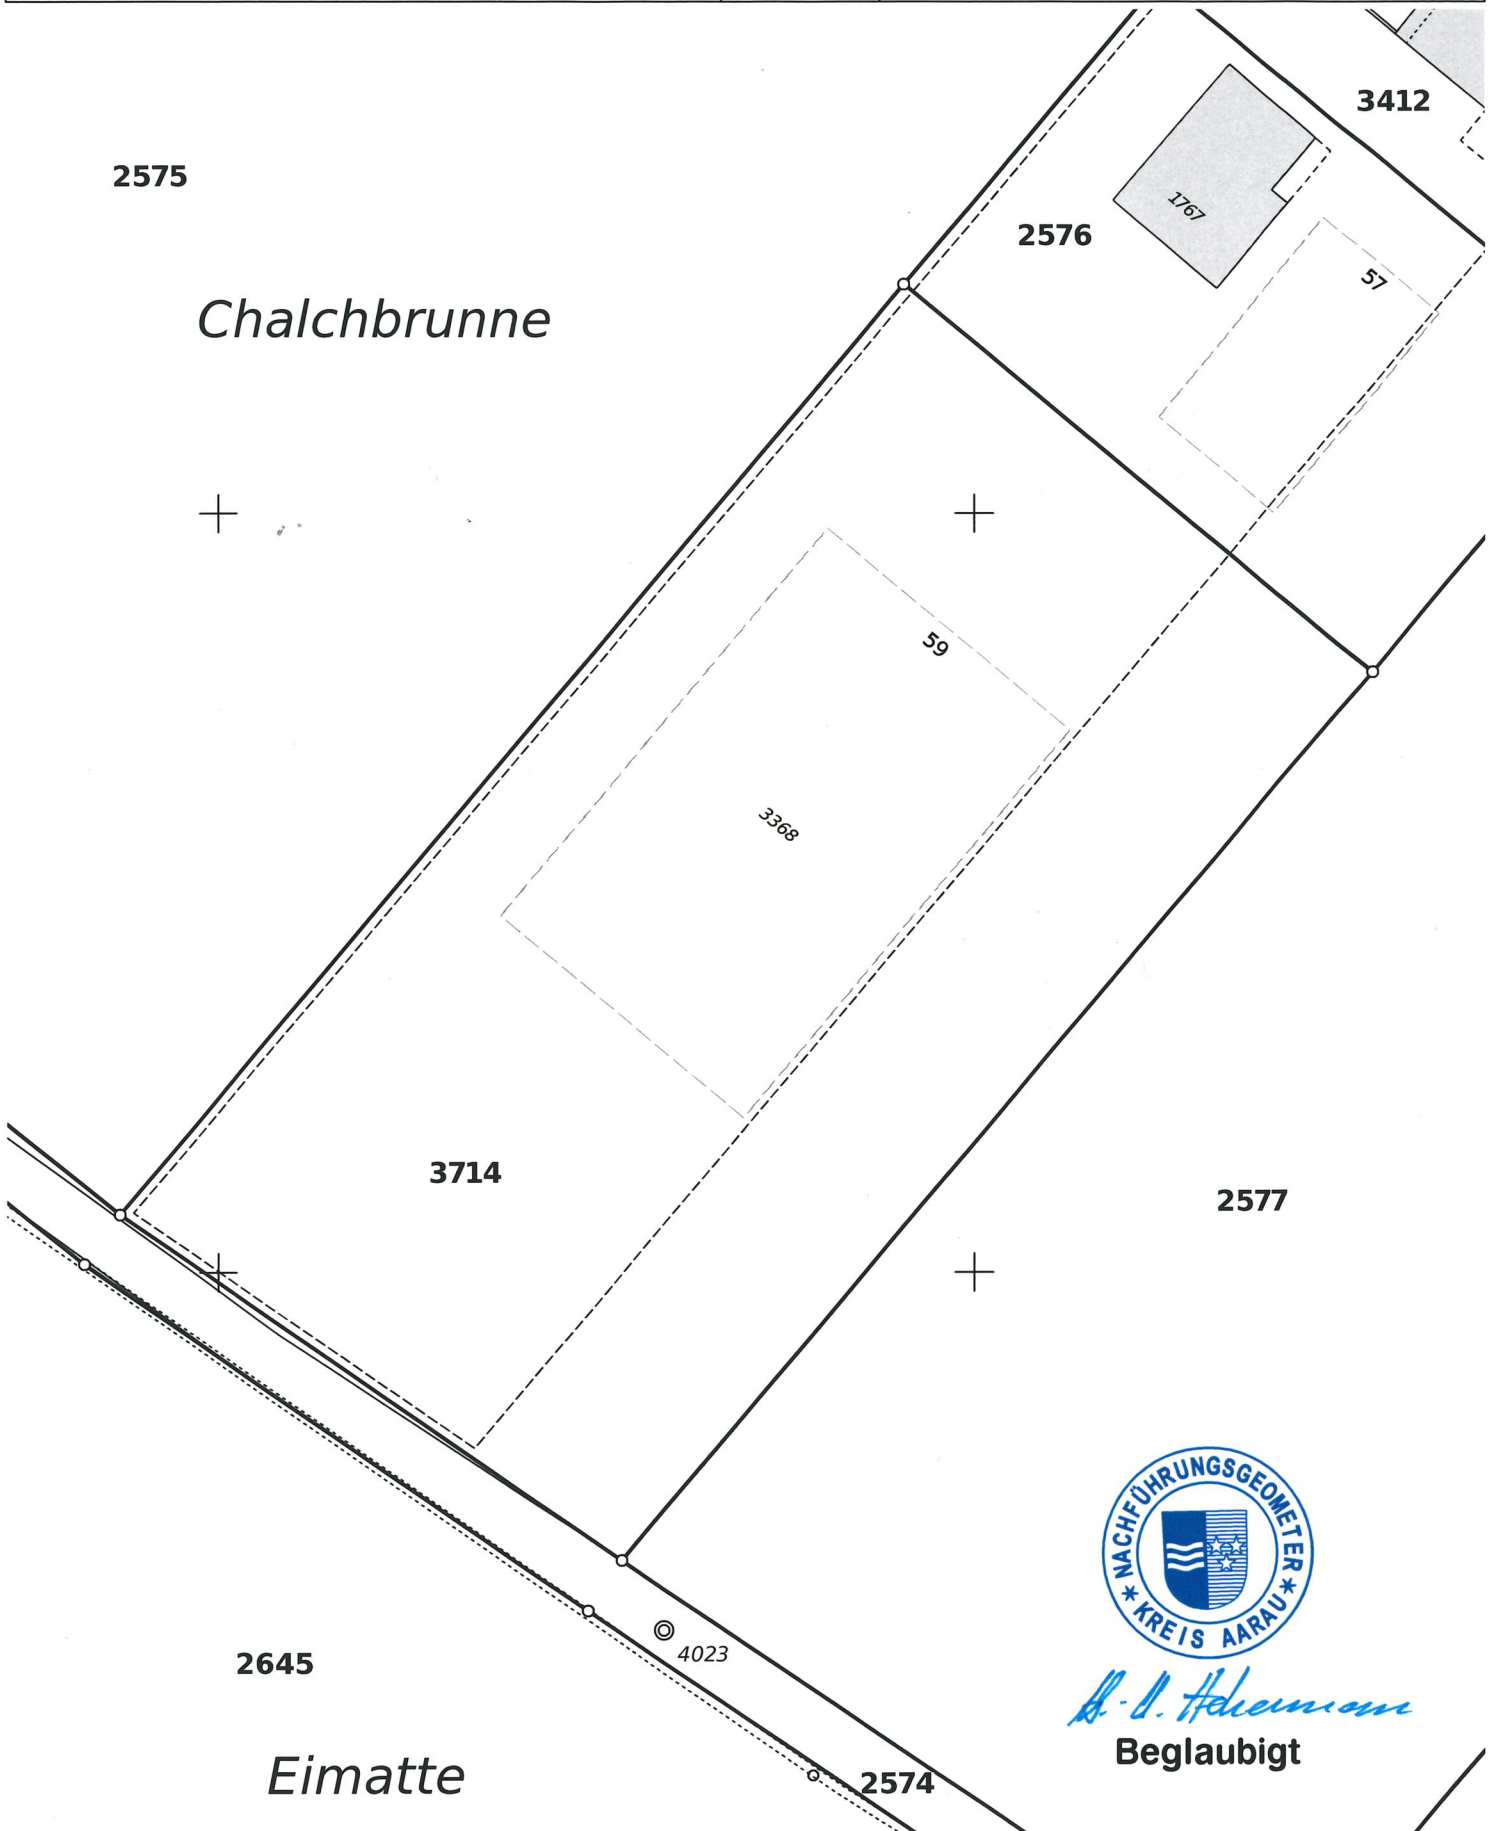 3412
2575
1767
2576
57
Chalchbrunne
59
3368
3714
2577
NACHFÜHRUNGSGEOMETER
* KREIS AARAU *
4023
2645
Beglaubigt
Eimatte
2574